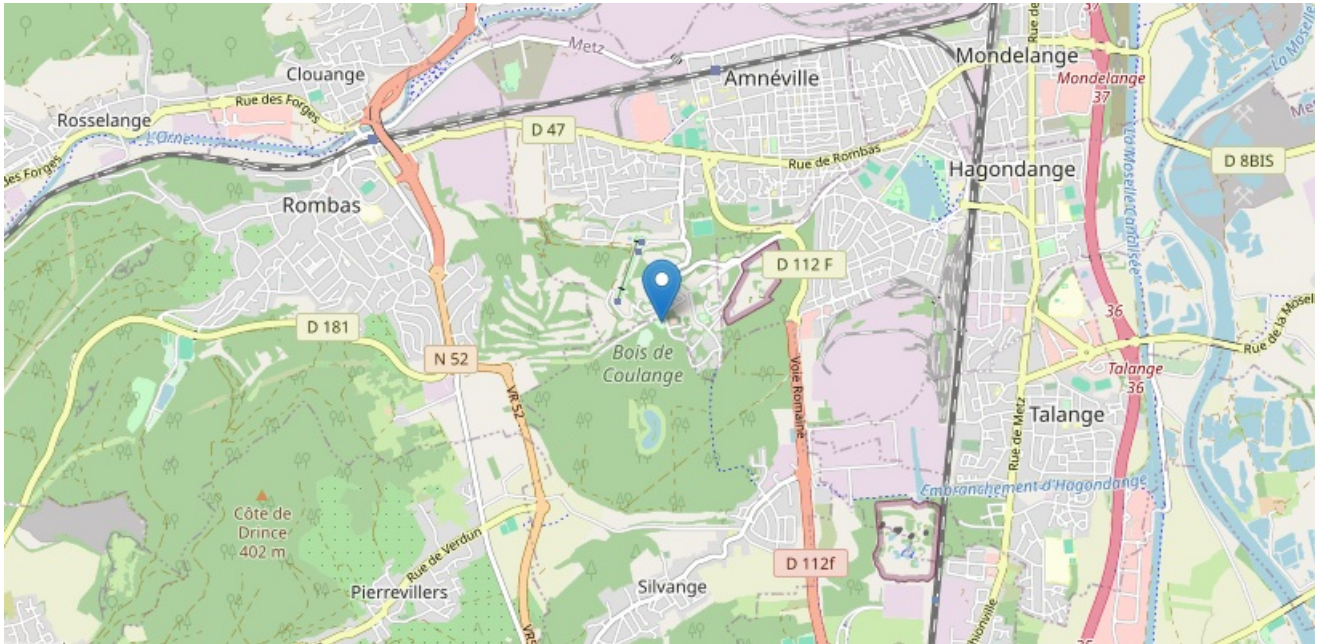 Clouange
Rosselange
Rue des Forges
L'Orne
des Forges
Metz
Amnéville
Mondelange
Rue de
Mondelange
37
La Moselle
D 47
Rue de Rombas
Hagondange
D 8BIS
Rombas
La Moselle Canalisée
D 112 F
D 181
N 52
VR 52
Bois de
Coulange
Voie Romaine
36
Rue de la Mosel
Talange
36
Talange
Rue de Metz
Embranchement d'Hagondange
Côte de
Drince
402 m
Rue de Verdun
Pierrevillers
Silvange
D 112f